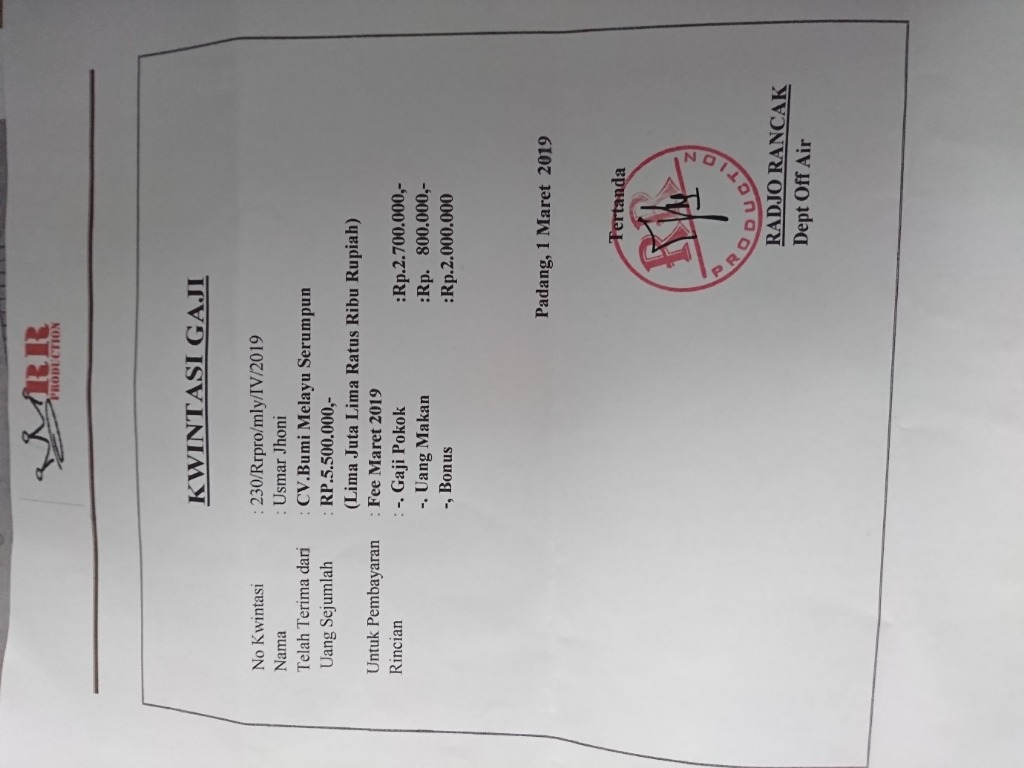 RR
PRODUCTION
KWINTASI GAJI
No Kwintasi : 230/Rrpro/mly/IV/2019
Nama : Usmar Jhoni
Telah Terima dari : CV.Bumi Melayu Serumpun
Uang Sejumlah : RP.5.500.000,-
(Lima Juta Lima Ratus Ribu Rupiah)
Untuk Pembayaran : Fee Maret 2019
Rincian : -. Gaji Pokok :Rp.2.700.000,-
-. Uang Makan :Rp. 800.000,-
-, Bonus :Rp.2.000.000
Padang, 1 Maret 2019
Tertanda
RR
PRODUCTION
RADJO RANCAK
Dept Off Air